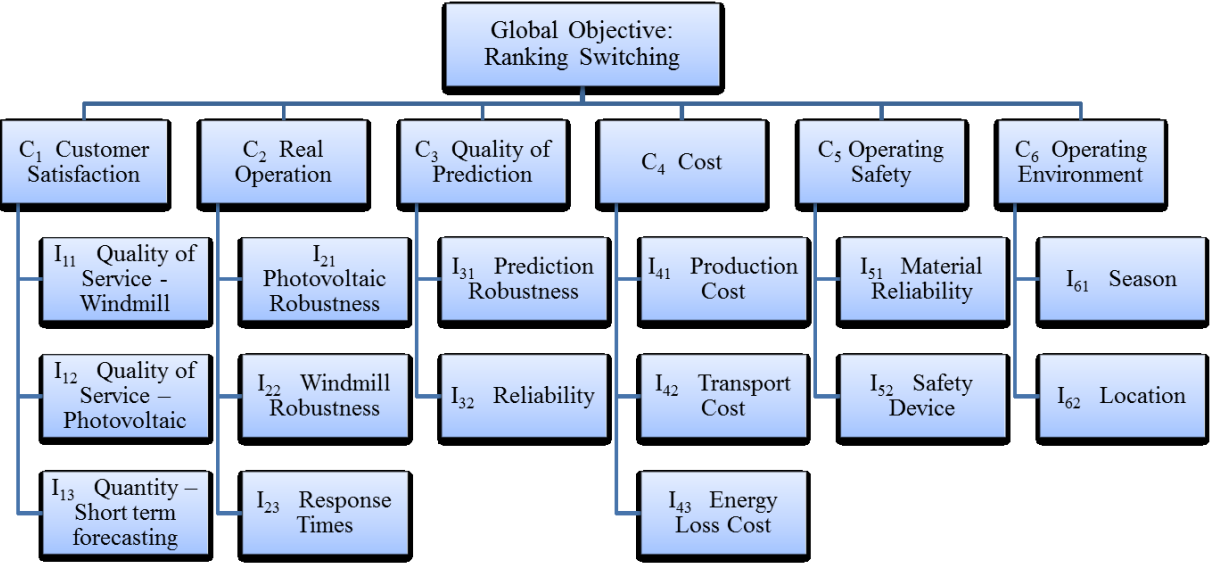 Global Objective:
Ranking Switching
C₁ Customer
Satisfaction
C₂ Real
Operation
C₃ Quality of
Prediction
C₄ Cost
C₅ Operating
Safety
C₆ Operating
Environment
I₁₁ Quality of
Service -
Windmill
I₂₁
Photovoltaic
Robustness
I₃₁ Prediction
Robustness
I₄₁ Production
Cost
I₅₁ Material
Reliability
I₆₁ Season
I₁₂ Quality of
Service –
Photovoltaic
I₂₂ Windmill
Robustness
I₃₂ Reliability
I₄₂ Transport
Cost
I₅₂ Safety
Device
I₆₂ Location
I₁₃ Quantity –
Short term
forecasting
I₂₃ Response
Times
I₄₃ Energy
Loss Cost